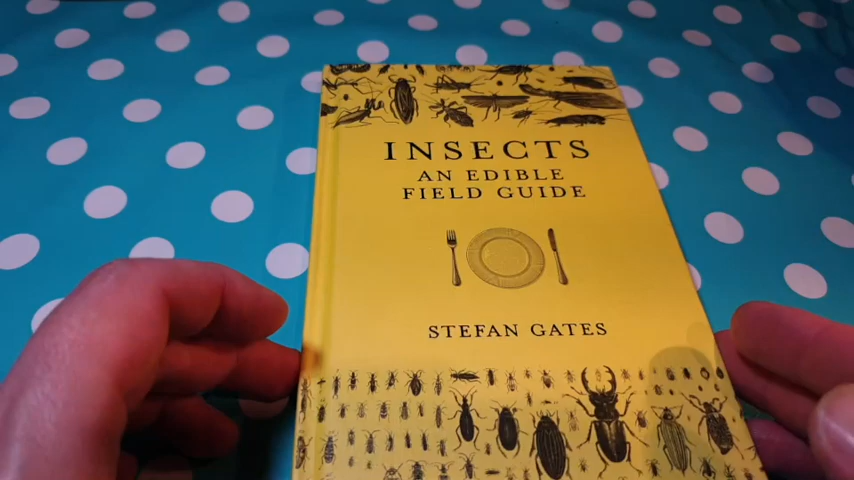 INSECTS
AN EDIBLE
FIELD GUIDE
STEFAN GATES